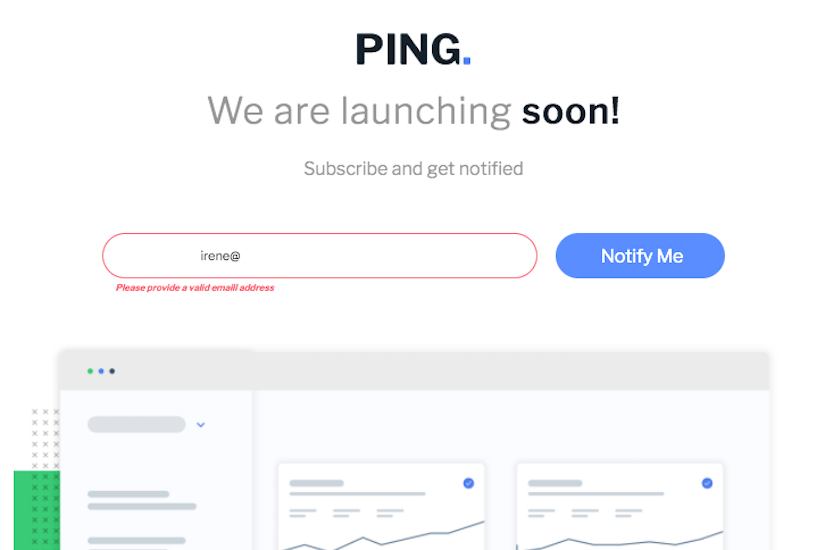 PING.
We are launching soon!
Subscribe and get notified
irene@
Notify Me
Please provide a valid emaill address